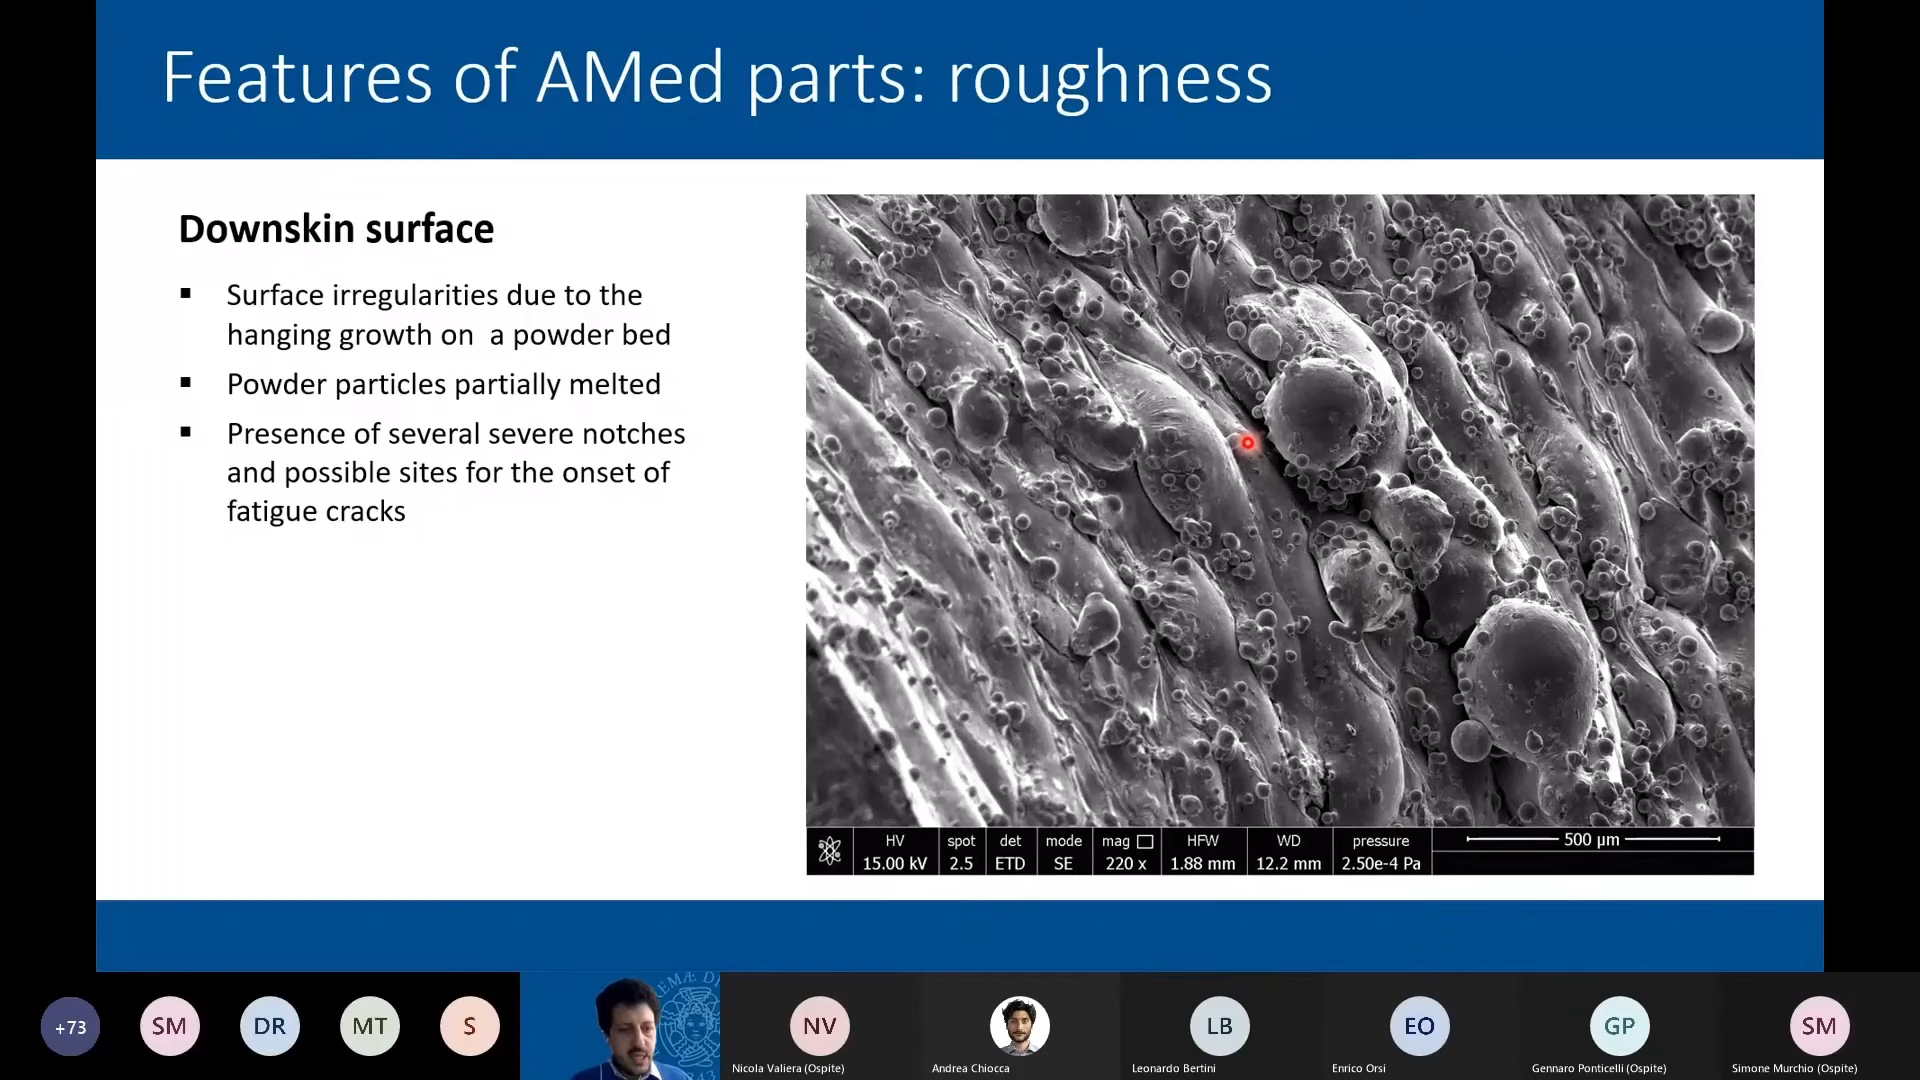 Features of AMed parts: roughness
Downskin surface
▪ Surface irregularities due to the
hanging growth on a powder bed
▪ Powder particles partially melted
▪ Presence of several severe notches
and possible sites for the onset of
fatigue cracks
HV spot det mode mag HFW WD pressure 500 µm
15.00 kV 2.5 ETD SE 220 x 1.88 mm 12.2 mm 2.50e-4 Pa
+73 SM DR MT S NV LB EO GP SM
Nicola Valiera (Ospite) Andrea Chiocca Leonardo Bertini Enrico Orsi Gennaro Ponticelli (Ospite) Simone Murchio (Ospite)